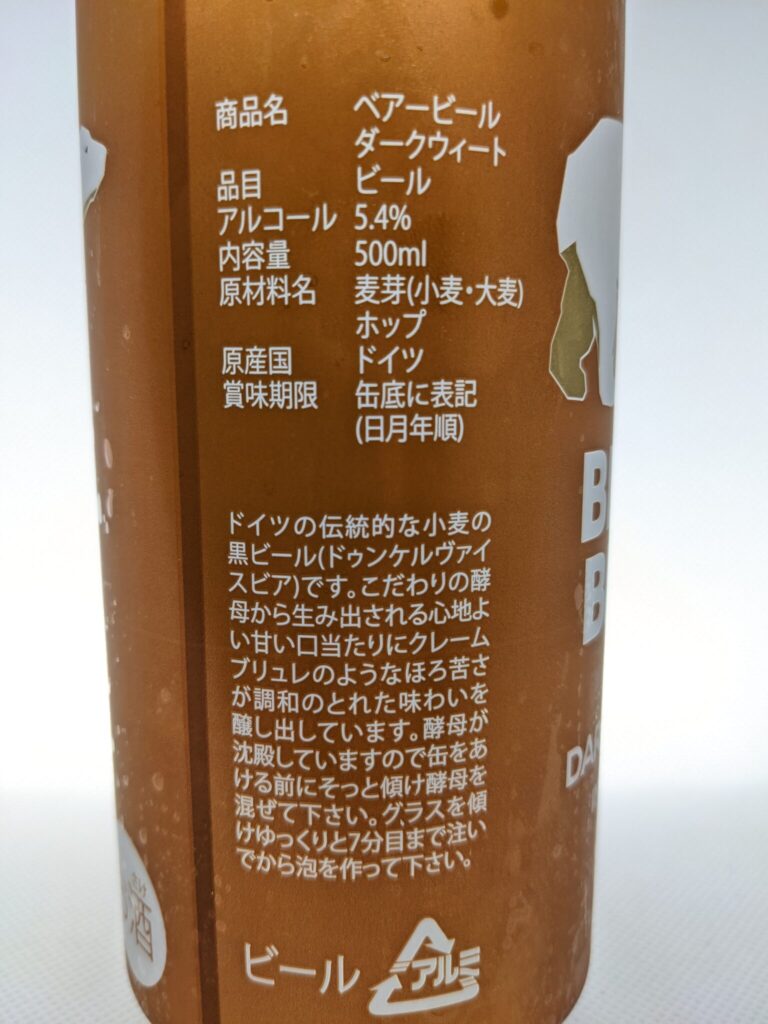 商品名 ベアービール
ダークウィート
品目 ビール
アルコール 5.4%
内容量 500ml
原材料名 麦芽(小麦・大麦)
ホップ
原産国 ドイツ
賞味期限 缶底に表記
(日月年順)
ドイツの伝統的な小麦の
黒ビール(ドゥンケルヴァイ
スビア)です。こだわりの酵
母から生み出される心地よ
い甘い口当たりにクレーム
ブリュレのようなほろ苦さ
が調和のとれた味わいを
醸し出しています。酵母が
沈殿していますので缶をあ
ける前にそっと傾け酵母を
混ぜて下さい。グラスを傾
けゆっくりと7分目まで注い
でから泡を作って下さい。
ビール アルミ
B
B
DAR
酒